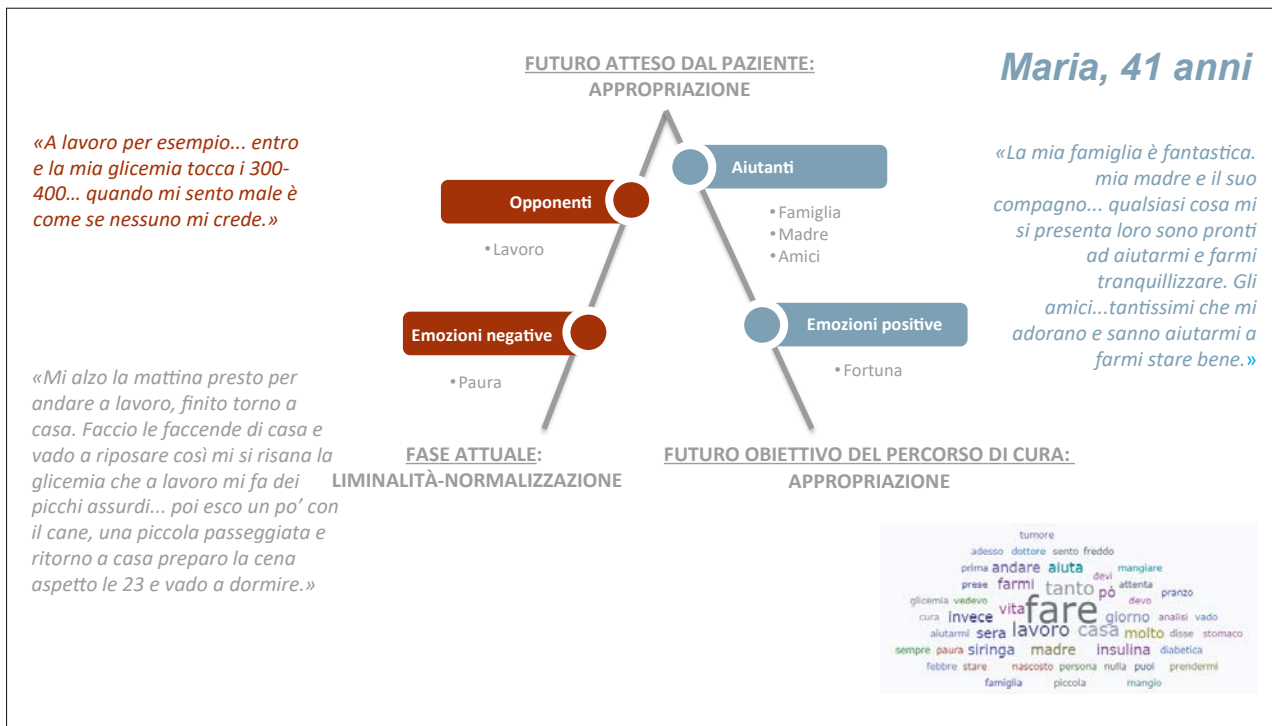 FUTURO ATTESO DAL PAZIENTE:
APPROPRIAZIONE
Maria, 41 anni
«A lavoro per esempio... entro
e la mia glicemia tocca i 300-
400... quando mi sento male è
come se nessuno mi crede.»
Opponenti
• Lavoro
Emozioni negative
• Paura
Aiutanti
• Famiglia
• Madre
• Amici
Emozioni positive
• Fortuna
«La mia famiglia è fantastica.
mia madre e il suo
compagno... qualsiasi cosa mi
si presenta loro sono pronti
ad aiutarmi e farmi
tranquillizzare. Gli
amici...tantissimi che mi
adorano e sanno aiutarmi a
farmi stare bene.»
«Mi alzo la mattina presto per
andare a lavoro, finito torno a
casa. Faccio le faccende di casa e
vado a riposare così mi si risana la
glicemia che a lavoro mi fa dei
picchi assurdi... poi esco un po’ con
il cane, una piccola passeggiata e
ritorno a casa preparo la cena
aspetto le 23 e vado a dormire.»
FASE ATTUALE:
LIMINALITÀ-NORMALIZZAZIONE
FUTURO OBIETTIVO DEL PERCORSO DI CURA:
APPROPRIAZIONE
tumore
adesso dottore sento freddo
prima andare aiuta devi mangiare
prese farmi tanto pò attenta pranzo
glicemia vedevo vita fare devo
cura invece giorno analisi vado
aiutarmi sera lavoro casa molto disse stomaco
sempre paura siringa madre insulina diabetica
febbre stare nascosto persona nulla puoi prendermi
famiglia piccola mangio